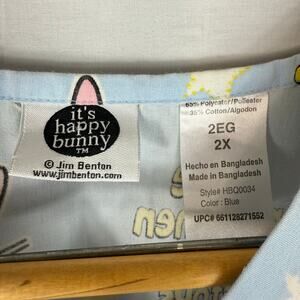 it's
happy
bunny
TM
© Jim Benton
www.jimbenton.com
65% Polyester/Poliester
35% Cotton/Algodon
2EG
2X
Hecho en Bangladesh
Made in Bangladesh
Style# HBQ0034
Color : Blue
UPC# 661128271552